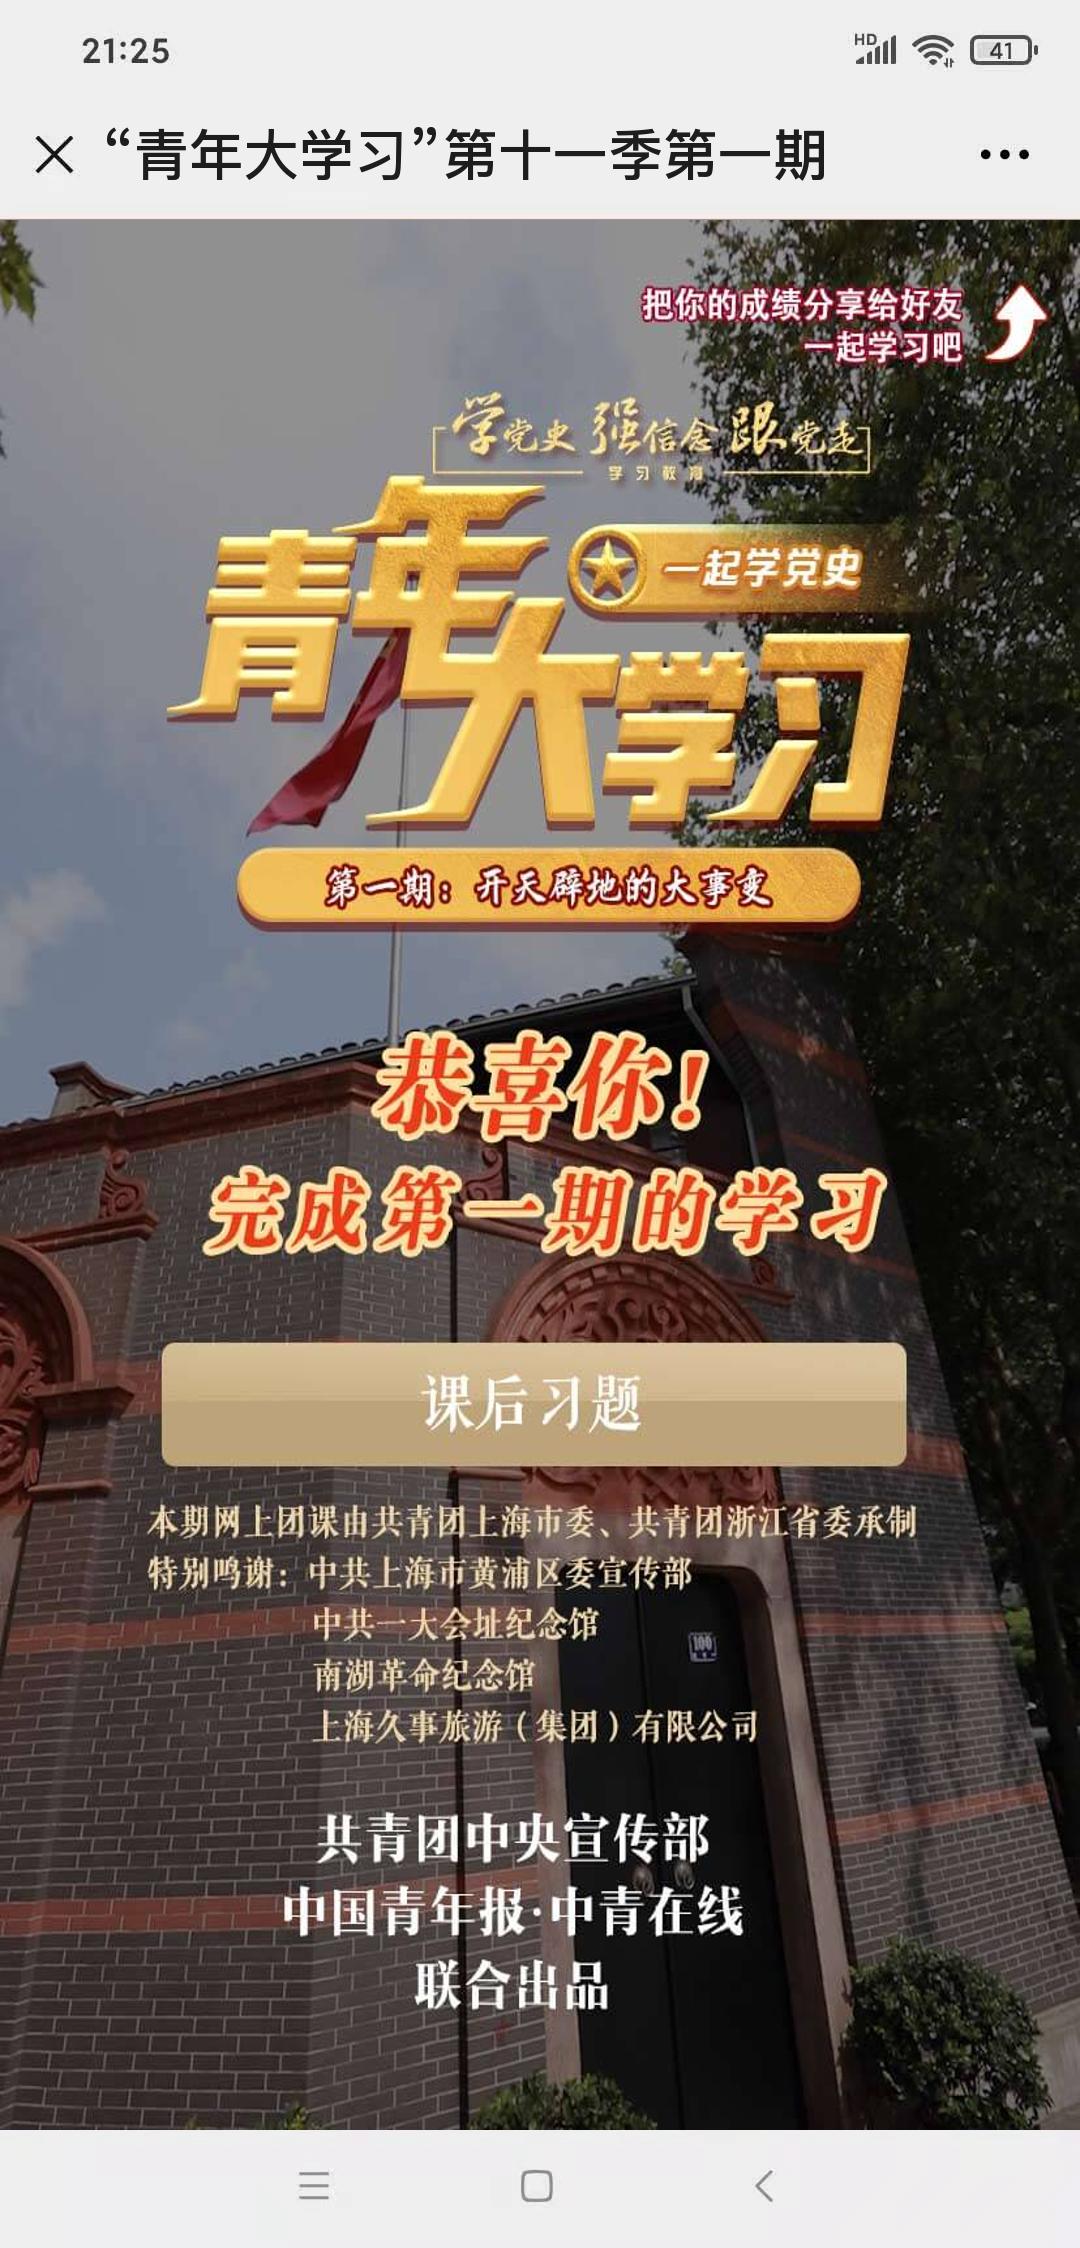 21:25
HD
41
“青年大学习”第十一季第一期
把你的成绩分享给好友
一起学习吧
学党史 强信念 跟党走
学习教育
青年大学习
一起学党史
第一期：开天辟地的大事变
恭喜你！
完成第一期的学习
课后习题
本期网上团课由共青团上海市委、共青团浙江省委承制
特别鸣谢：中共上海市黄浦区委宣传部
中共一大会址纪念馆
100
南湖革命纪念馆
上海久事旅游（集团）有限公司
共青团中央宣传部
中国青年报·中青在线
联合出品